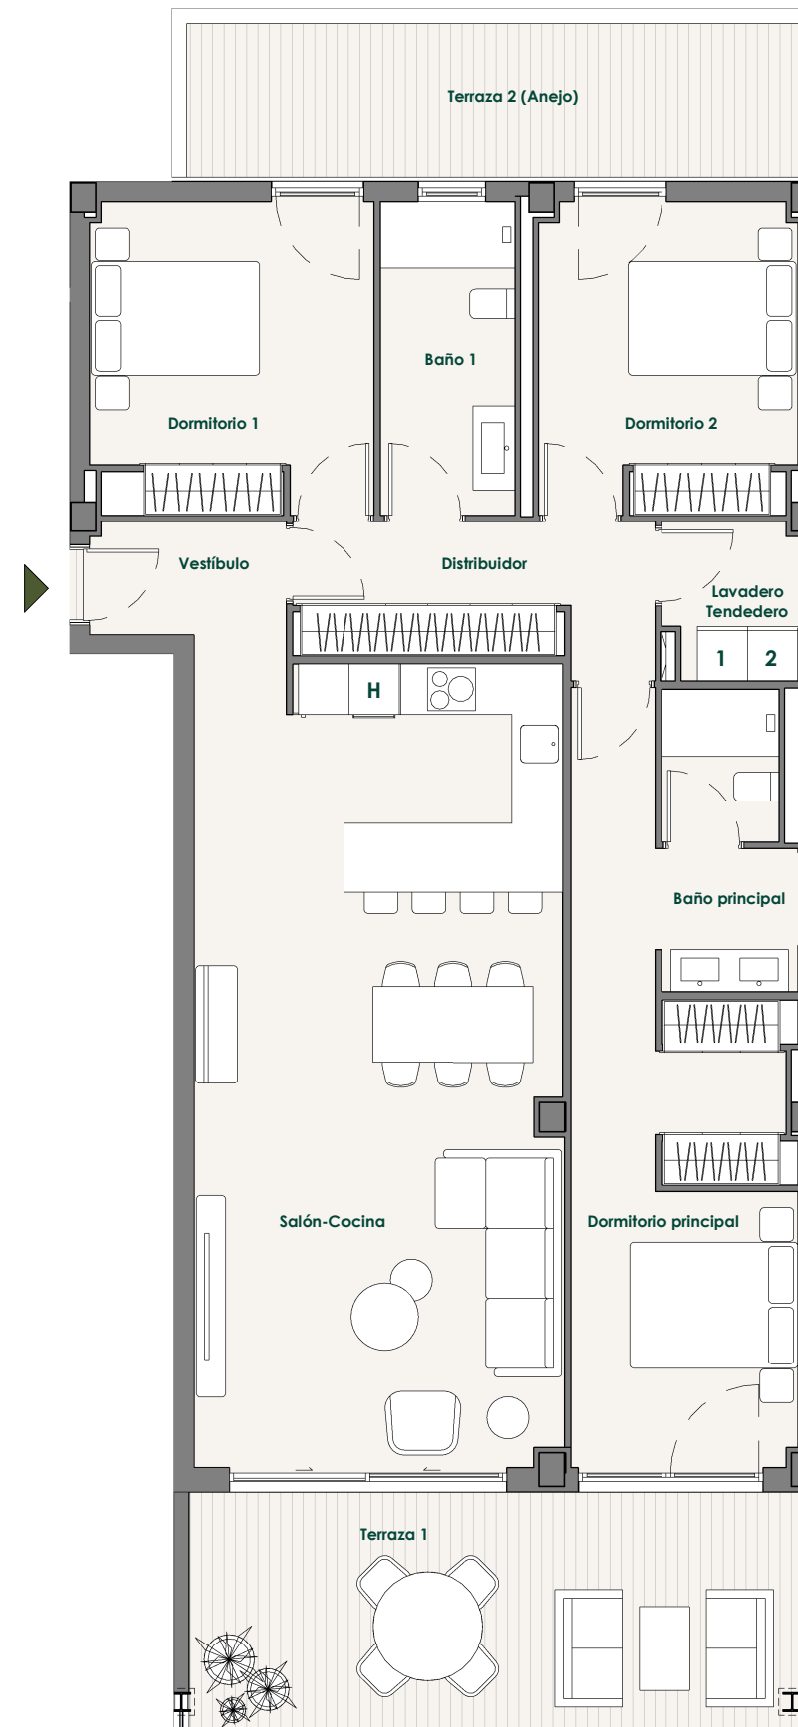 Terraza 2 (Anejo)
Baño 1
Dormitorio 1
Dormitorio 2
Vestíbulo
Distribuidor
Lavadero
Tendedero
1
2
H
Baño principal
Salón-Cocina
Dormitorio principal
Terraza 1